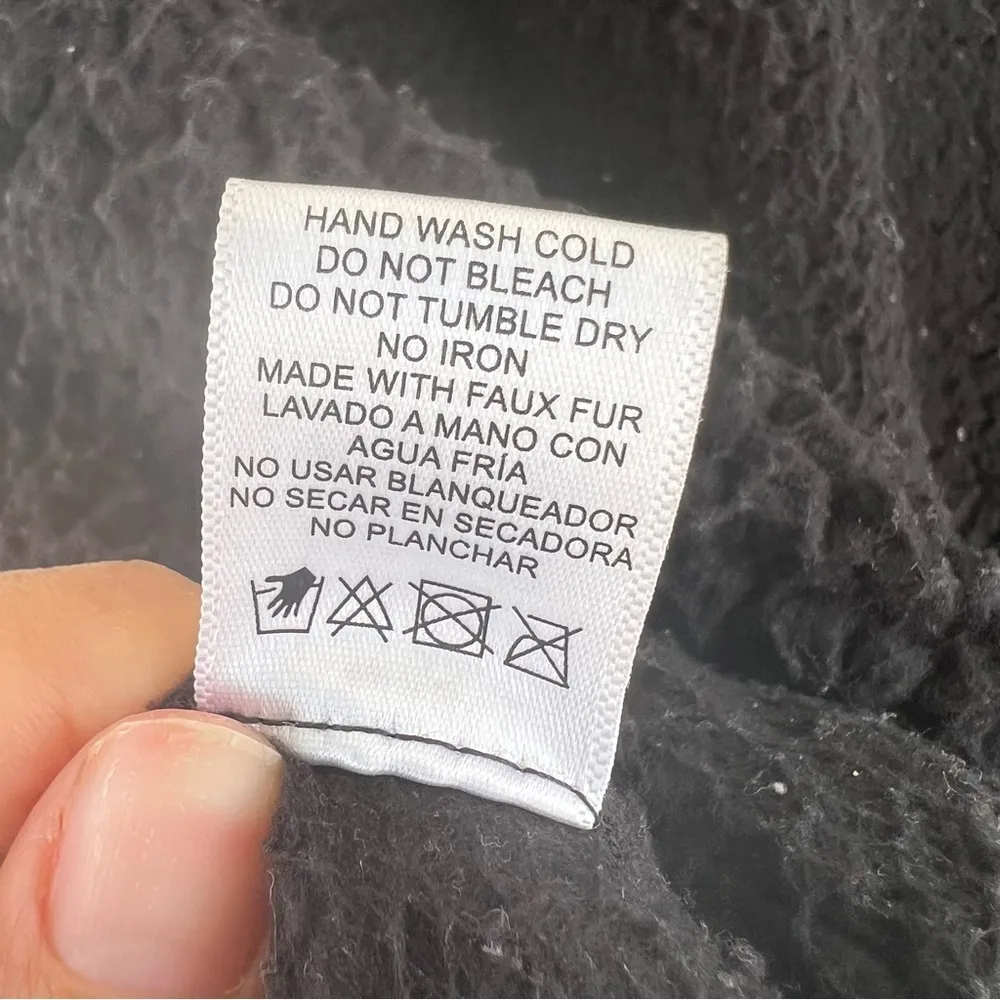 HAND WASH COLD
DO NOT BLEACH
DO NOT TUMBLE DRY
NO IRON
MADE WITH FAUX FUR
LAVADO A MANO CON
AGUA FRÍA
NO USAR BLANQUEADOR
NO SECAR EN SECADORA
NO PLANCHAR